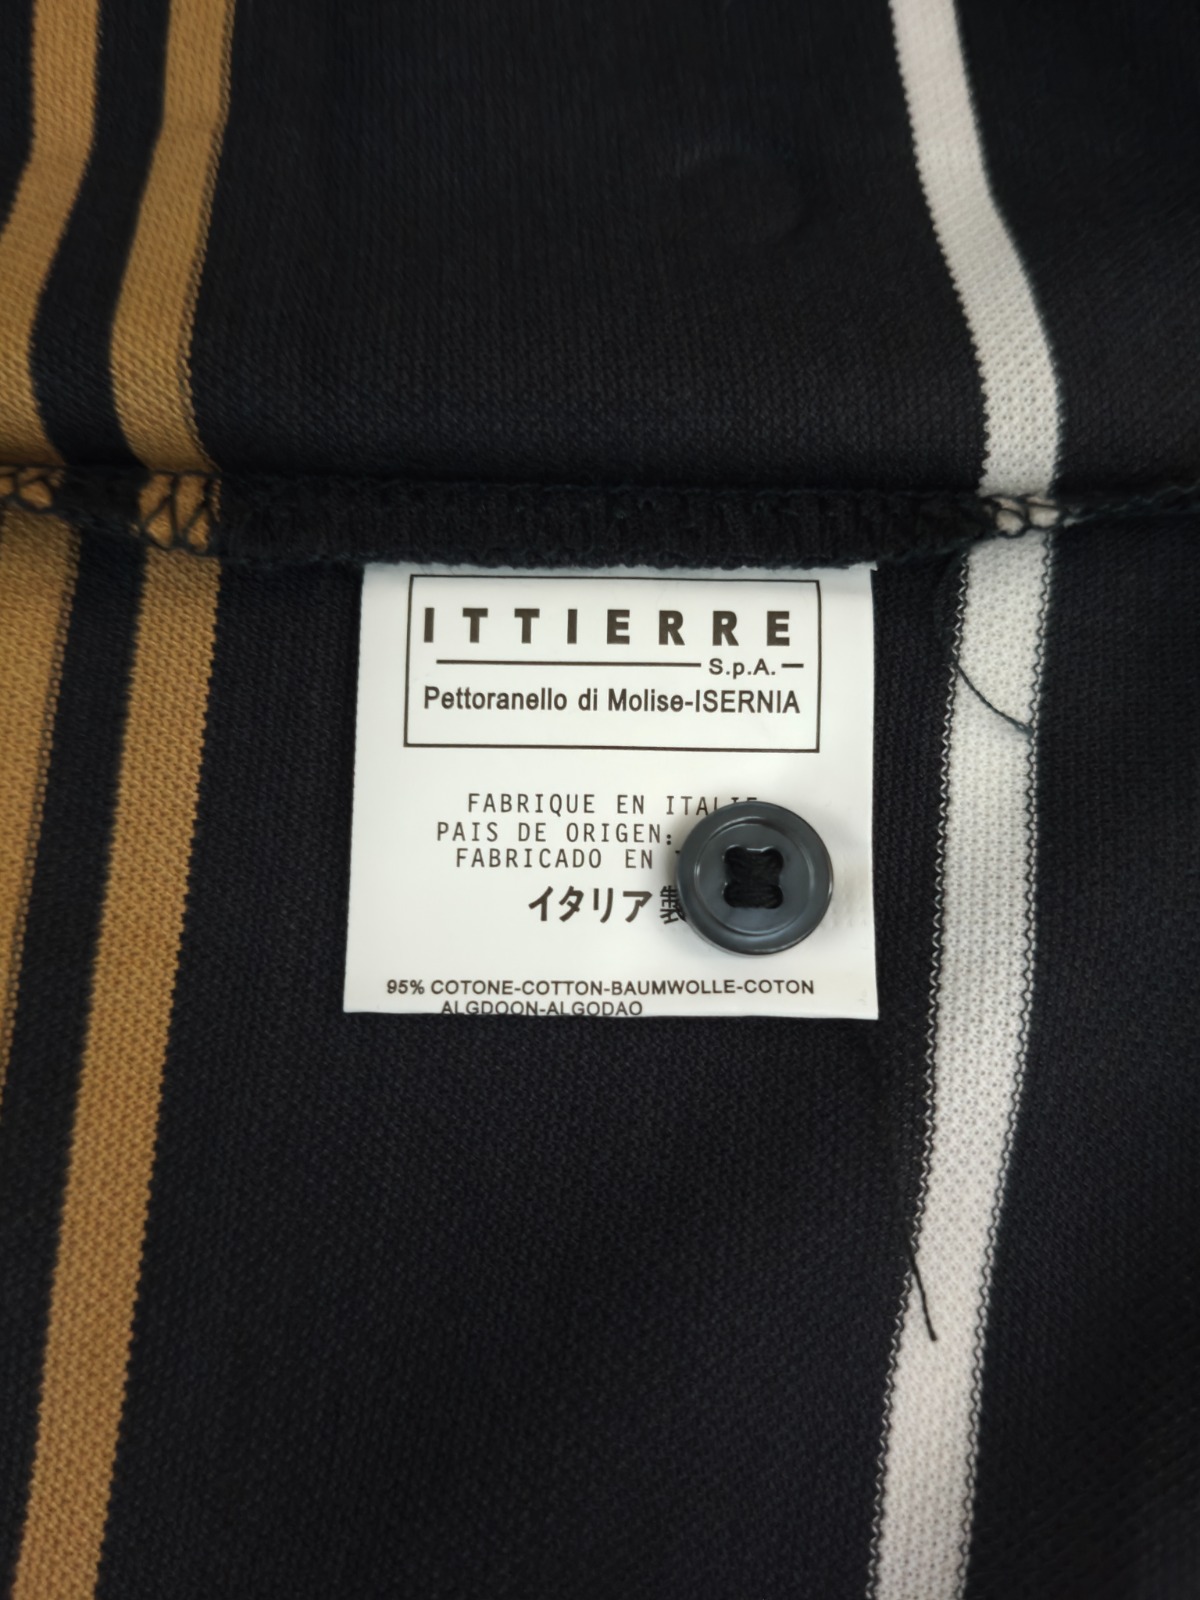 ITTIERRE
S.p.A.
Pettoranello di Molise-ISERNIA
FABRIQUE EN ITALIE
PAIS DE ORIGEN:
FABRICADO EN
イタリア製
95% COTONE-COTTON-BAUMWOLLE-COTON
ALGDOON-ALGODAO